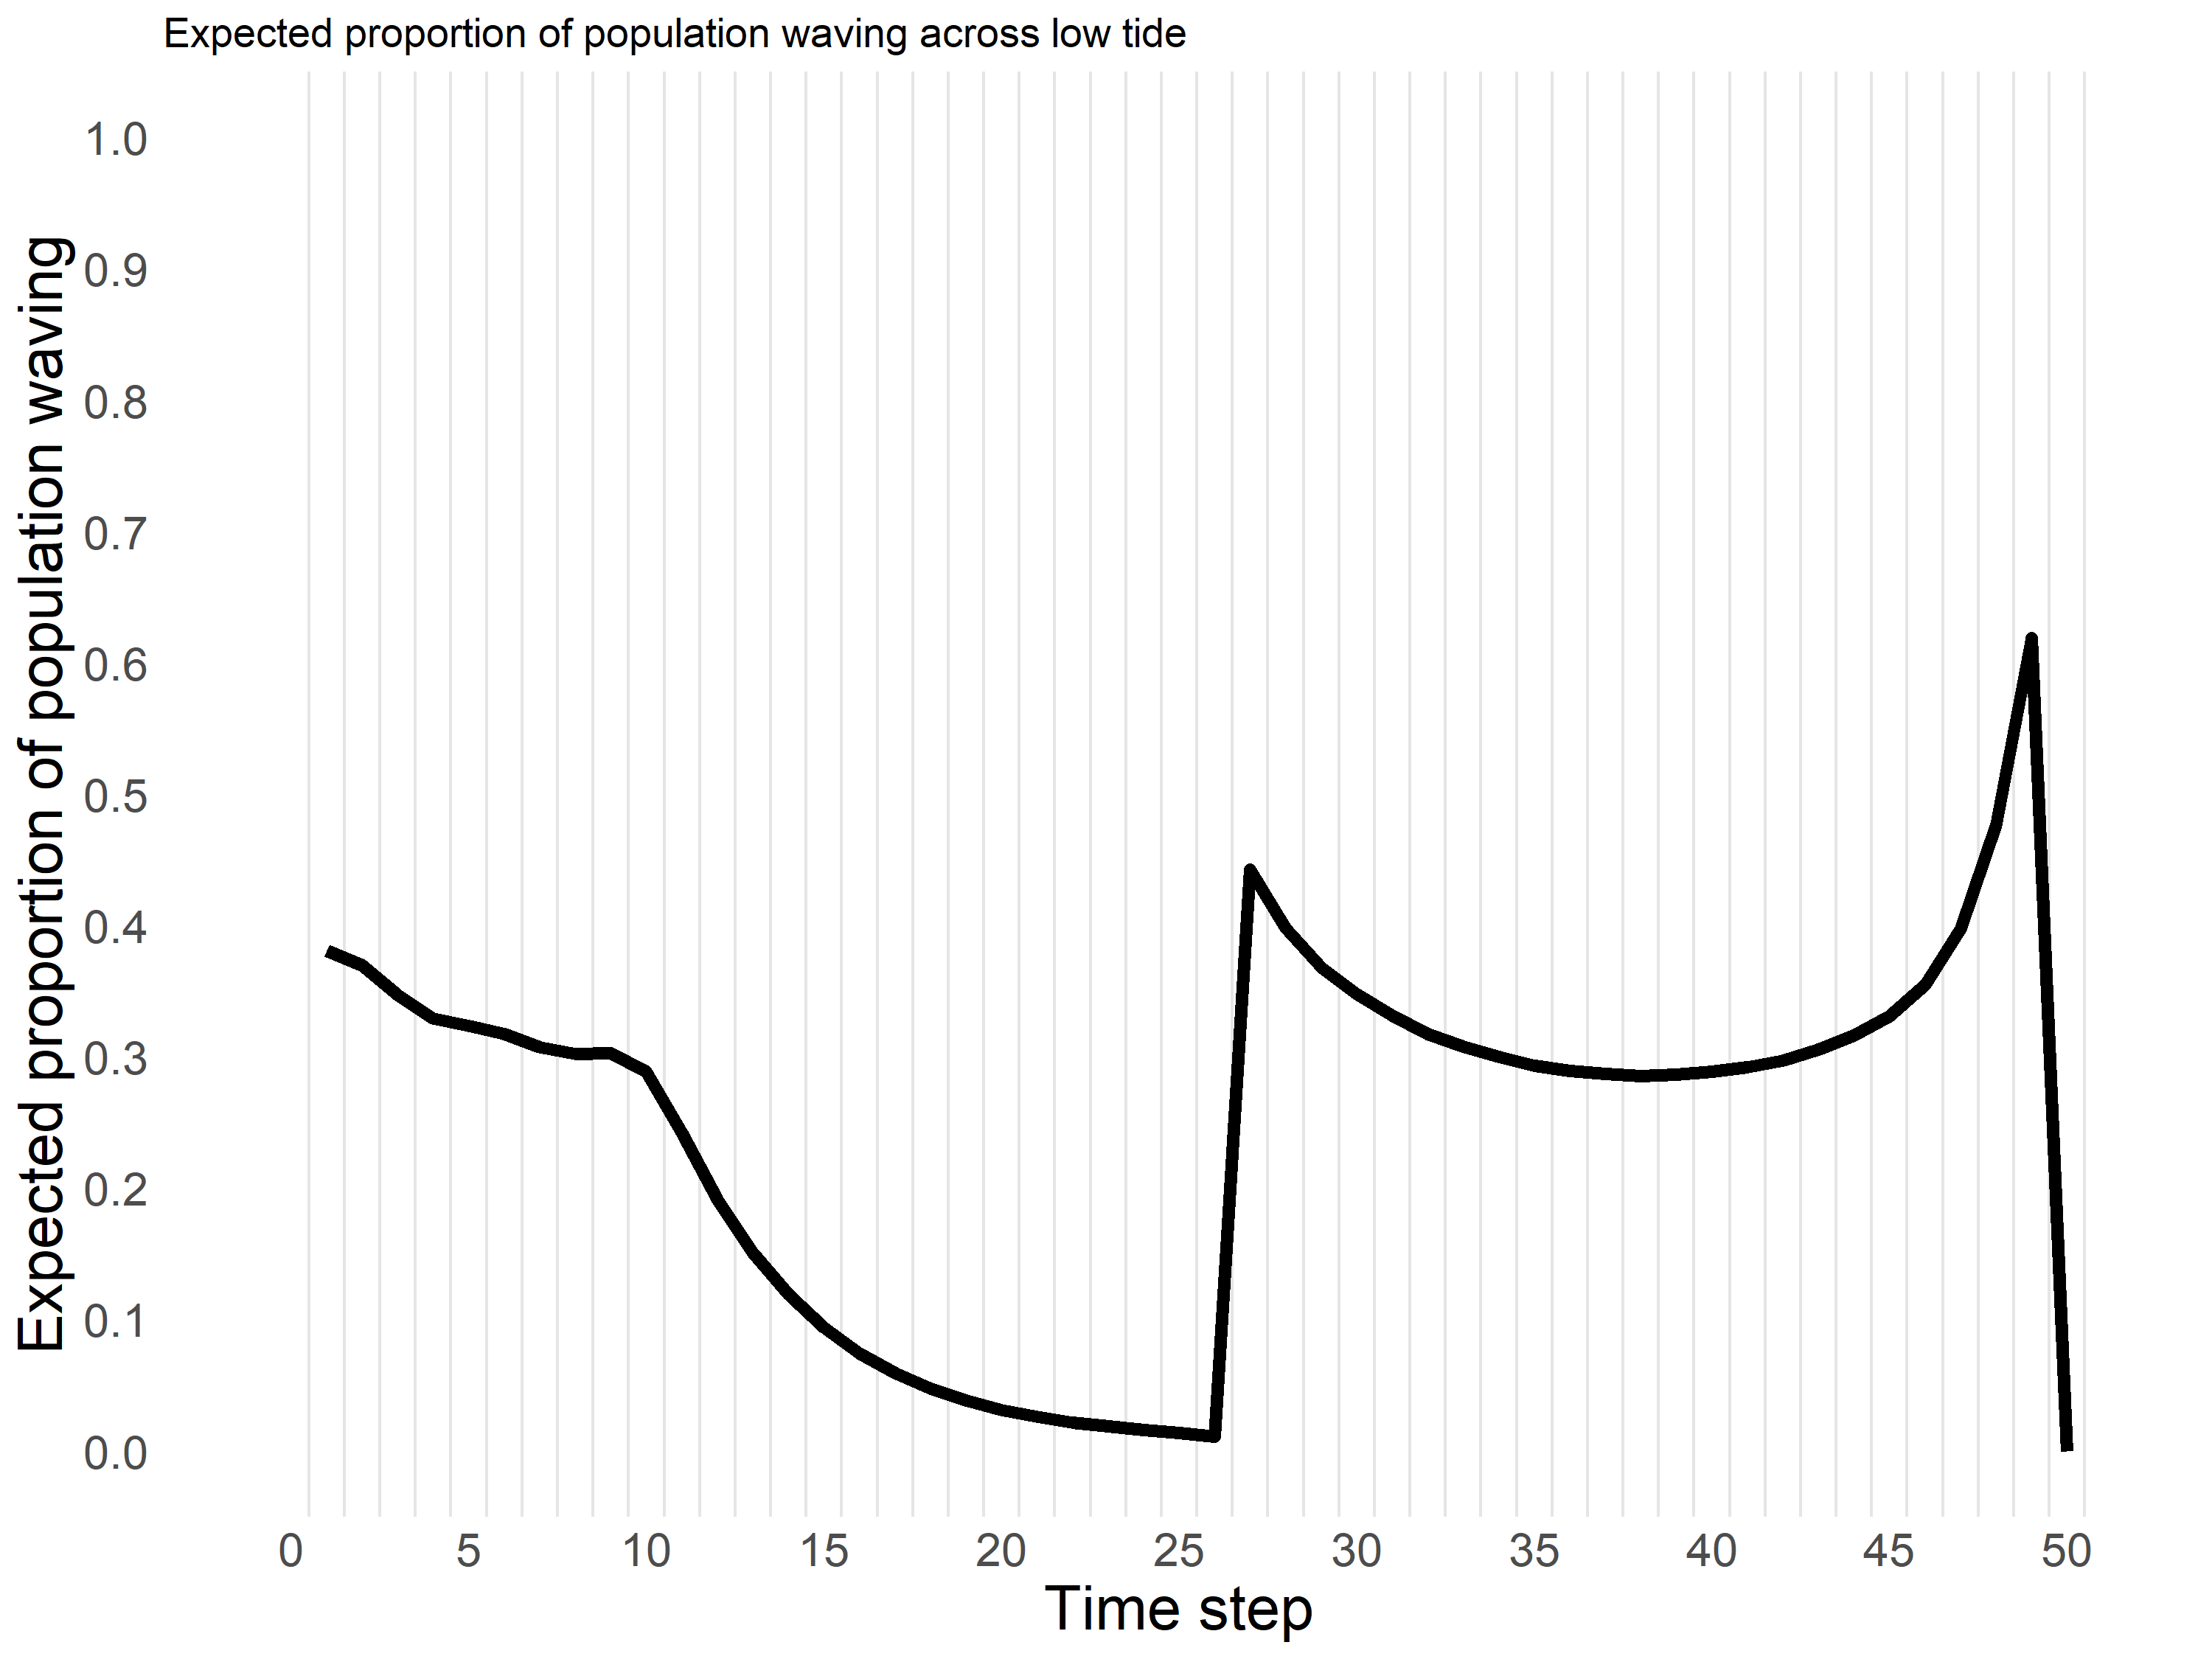 Expected proportion of population waving across low tide
Expected proportion of population waving
1.0
0.9
0.8
0.7
0.6
0.5
0.4
0.3
0.2
0.1
0.0
0 5 10 15 20 25 30 35 40 45 50
Time step